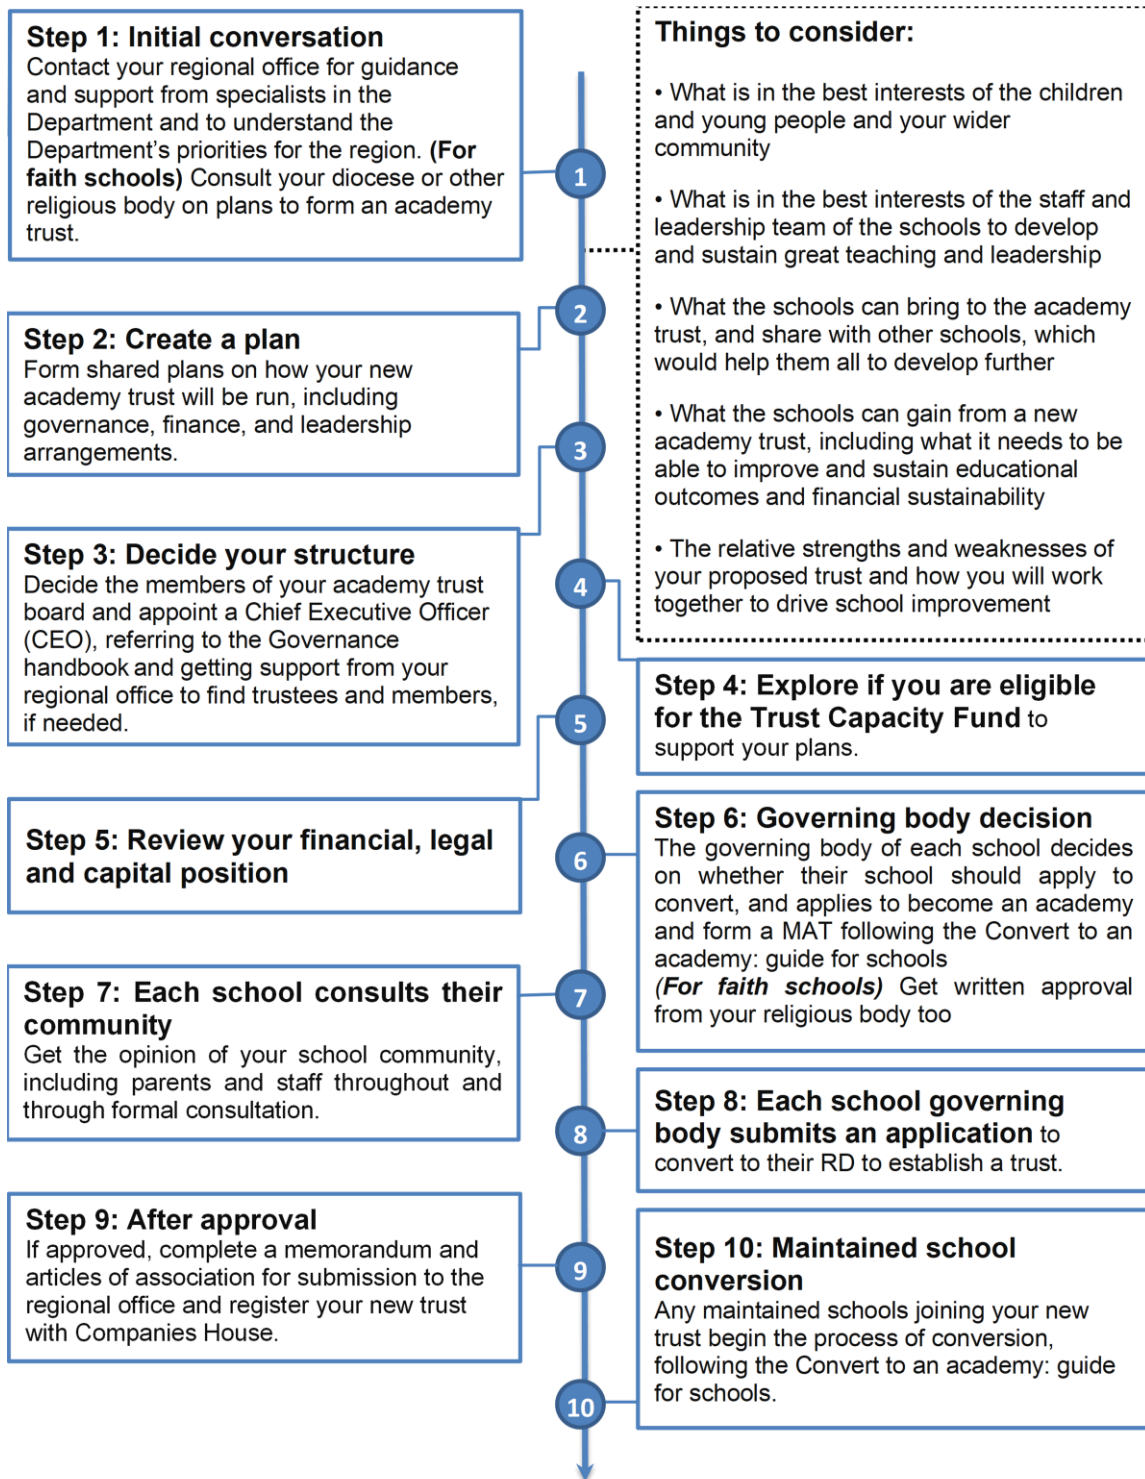 Step 1: Initial conversation
Contact your regional office for guidance
and support from specialists in the
Department and to understand the
Department's priorities for the region. (For
faith schools) Consult your diocese or other
religious body on plans to form an academy
trust.
Things to consider:
• What is in the best interests of the children
and young people and your wider
community
• What is in the best interests of the staff and
leadership team of the schools to develop
and sustain great teaching and leadership
• What the schools can bring to the academy
trust, and share with other schools, which
would help them all to develop further
• What the schools can gain from a new
academy trust, including what it needs to be
able to improve and sustain educational
outcomes and financial sustainability
• The relative strengths and weaknesses of
your proposed trust and how you will work
together to drive school improvement
1
2
Step 2: Create a plan
Form shared plans on how your new
academy trust will be run, including
governance, finance, and leadership
arrangements.
3
Step 3: Decide your structure
Decide the members of your academy trust
board and appoint a Chief Executive Officer
(CEO), referring to the Governance
handbook and getting support from your
regional office to find trustees and members,
if needed.
4
Step 4: Explore if you are eligible
for the Trust Capacity Fund to
support your plans.
5
Step 5: Review your financial, legal
and capital position
6
Step 6: Governing body decision
The governing body of each school decides
on whether their school should apply to
convert, and applies to become an academy
and form a MAT following the Convert to an
academy: guide for schools
(For faith schools) Get written approval
from your religious body too
7
Step 7: Each school consults their
community
Get the opinion of your school community,
including parents and staff throughout and
through formal consultation.
8
Step 8: Each school governing
body submits an application to
convert to their RD to establish a trust.
9
Step 9: After approval
If approved, complete a memorandum and
articles of association for submission to the
regional office and register your new trust
with Companies House.
10
Step 10: Maintained school
conversion
Any maintained schools joining your new
trust begin the process of conversion,
following the Convert to an academy: guide
for schools.